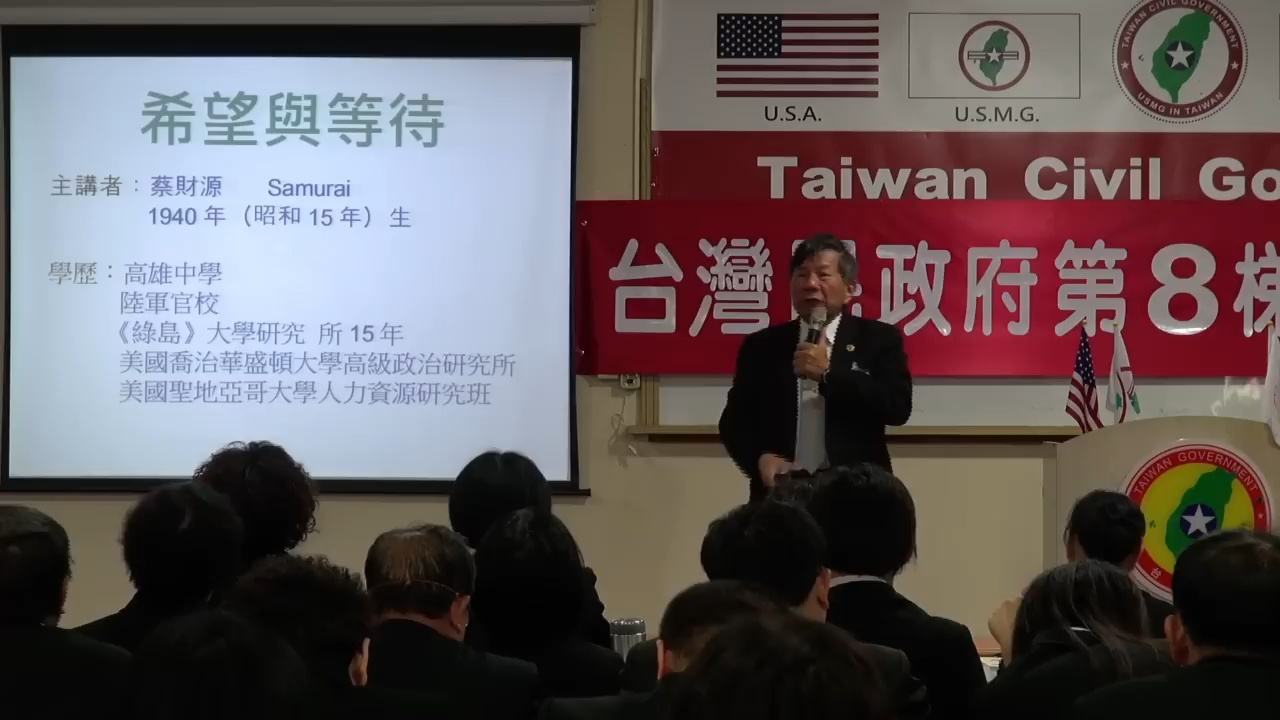 希望與等待
主講者：蔡財源 Samurai
1940 年（昭和 15 年）生
學歷：高雄中學
陸軍官校
《綠島》大學研究 所 15 年
美國喬治華盛頓大學高級政治研究所
美國聖地亞哥大學人力資源研究班
U.S.A.
U.S.M.G.
TAIWAN CIVIL GOVERNMENT
USMG IN TAIWAN
Taiwan Civil Go
台灣民政府第8梯
TAIWAN GOVERNMENT
台